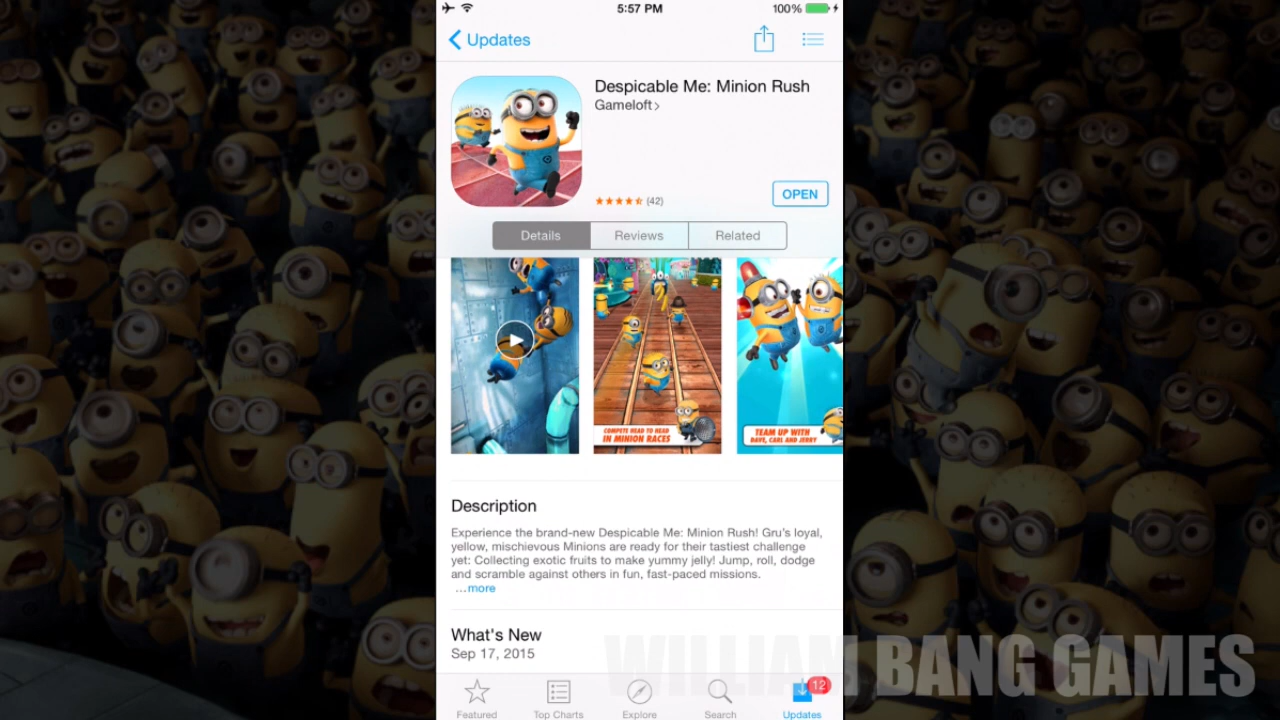 5:57 PM
100%
Updates
Despicable Me: Minion Rush
Gameloft
(42)
OPEN
Details
Reviews
Related
COMPETE HEAD TO HEAD
IN MINION RACES
TEAM UP WITH
DAVE, CARL AND JERRY
Description
Experience the brand-new Despicable Me: Minion Rush! Gru's loyal,
yellow, mischievous Minions are ready for their tastiest challenge
yet: Collecting exotic fruits to make yummy jelly! Jump, roll, dodge
and scramble against others in fun, fast-paced missions.
...more
What's New
Sep 17, 2015
WILLIAM BANG GAMES
12
Featured
Top Charts
Explore
Search
Updates